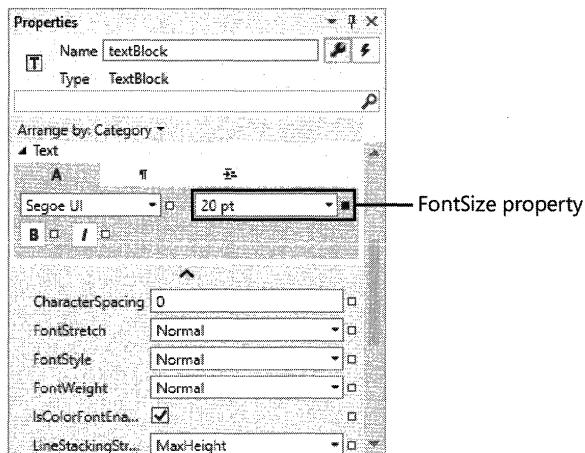 Properties
Name textBlock
Type TextBlock
Arrange by: Category
Text
A ¶
Segoe UI 20 pt FontSize property
B I
CharacterSpacing 0
FontStretch Normal
FontStyle Normal
FontWeight Normal
IsColorFontEna...
LineStackingStr... MaxHeight